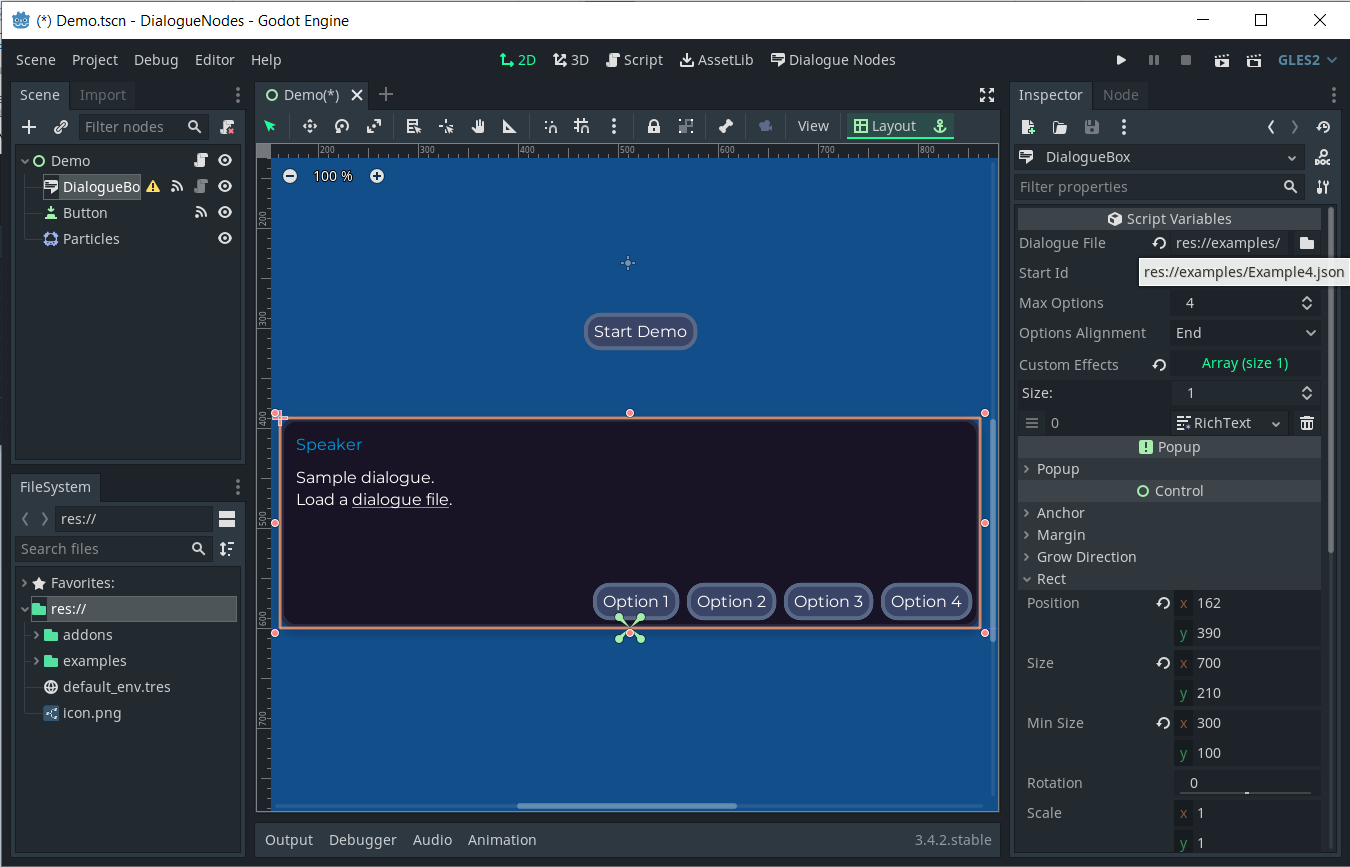 (*) Demo.tscn - DialogueNodes - Godot Engine
Scene Project Debug Editor Help
2D 3D Script AssetLib Dialogue Nodes
GLES2
Scene Import
Filter nodes
Demo
DialogueBo
Button
Particles
FileSystem
res://
Search files
Favorites:
res://
addons
examples
default_env.tres
icon.png
Demo(*)
View Layout
200 300 400 500 600 700 800
200
300
400
500
600
700
100 %
Start Demo
Speaker
Sample dialogue.
Load a dialogue file.
Option 1 Option 2 Option 3 Option 4
Output Debugger Audio Animation 3.4.2.stable
Inspector Node
DialogueBox
DOC
Filter properties
Script Variables
Dialogue File res://examples/
Start Id
res://examples/Example4.json
Max Options 4
Options Alignment End
Custom Effects Array (size 1)
Size: 1
0 RichText
Popup
Popup
Control
Anchor
Margin
Grow Direction
Rect
Position x 162
y 390
Size x 700
y 210
Min Size x 300
y 100
Rotation 0
Scale x 1
y 1